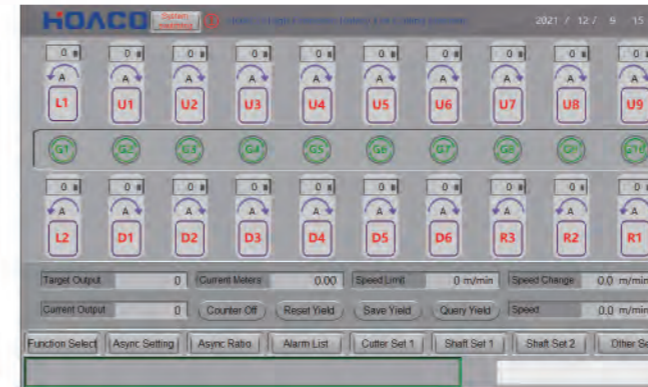 HOACO System 2021 / 12 / 9 15
0 0 0 0 0 0 0 0 0 0
A A A A A A A A A A
L1 U1 U2 U3 U4 U5 U6 U7 U8 U9
G1 G2 G3 G4 G5 G6 G7 G8 G9 G10
0 0 0 0 0 0 0 0 0 0
A A A A A A A A A A
L2 D1 D2 D3 D4 D5 D6 R3 R2 R1
Target Output 0 Current Meters 0.00 Speed Limit 0 m/min Speed Change 0.0 m/min
Current Output 0 Counter Off Reset Yield Save Yield Query Yield Speed 0.0 m/min
Function Select Async Setting Async Ratio Alarm List Cutter Set 1 Shaft Set 1 Shaft Set 2 Other Se